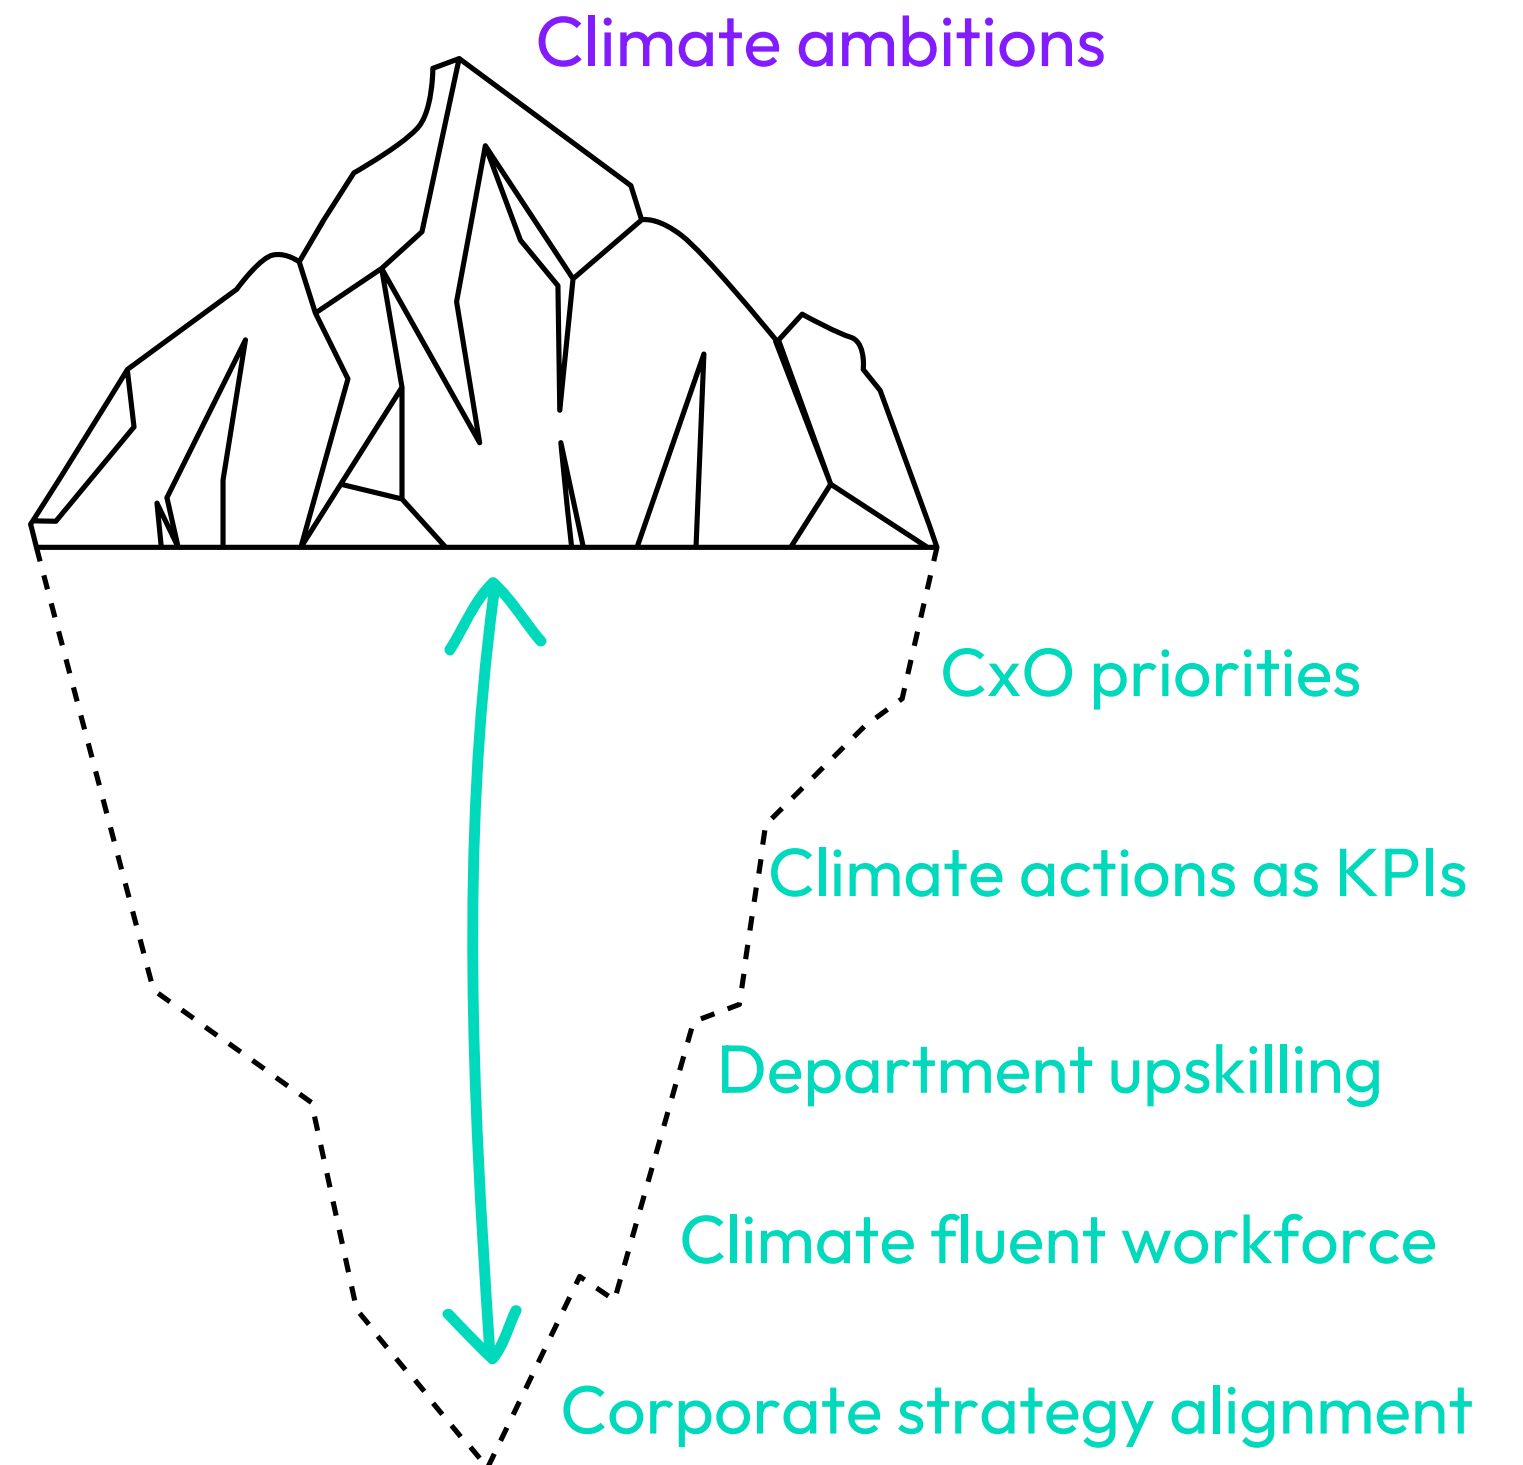 Climate ambitions
CxO priorities
Climate actions as KPIs
Department upskilling
Climate fluent workforce
Corporate strategy alignment